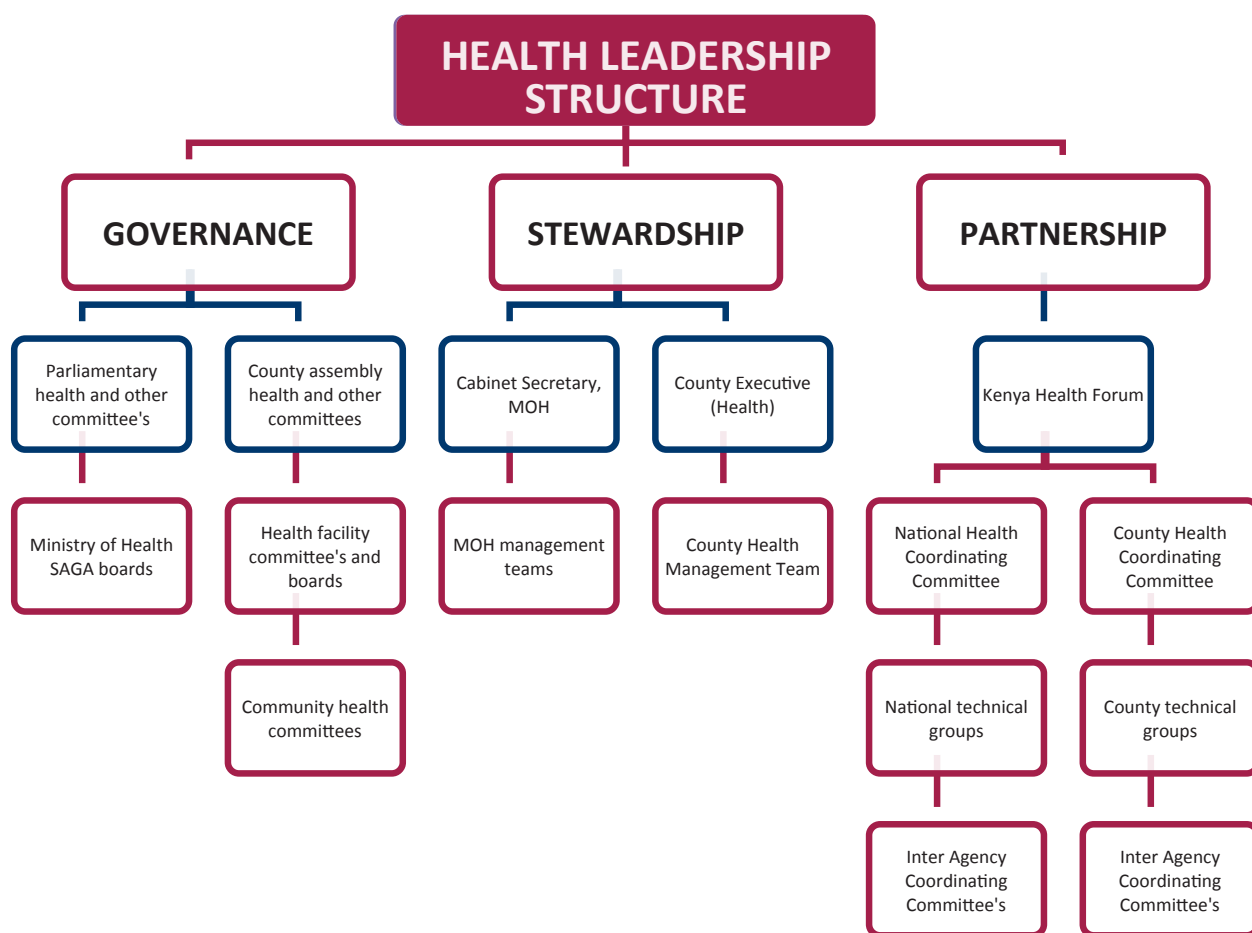 HEALTH LEADERSHIP
STRUCTURE
GOVERNANCE
STEWARDSHIP
PARTNERSHIP
Parliamentary
health and other
committee's
County assembly
health and other
committees
Cabinet Secretary,
MOH
County Executive
(Health)
Kenya Health Forum
Ministry of Health
SAGA boards
Health facility
committee's and
boards
MOH management
teams
County Health
Management Team
National Health
Coordinating
Committee
County Health
Coordinating
Committee
Community health
committees
National technical
groups
County technical
groups
Inter Agency
Coordinating
Committee's
Inter Agency
Coordinating
Committee's